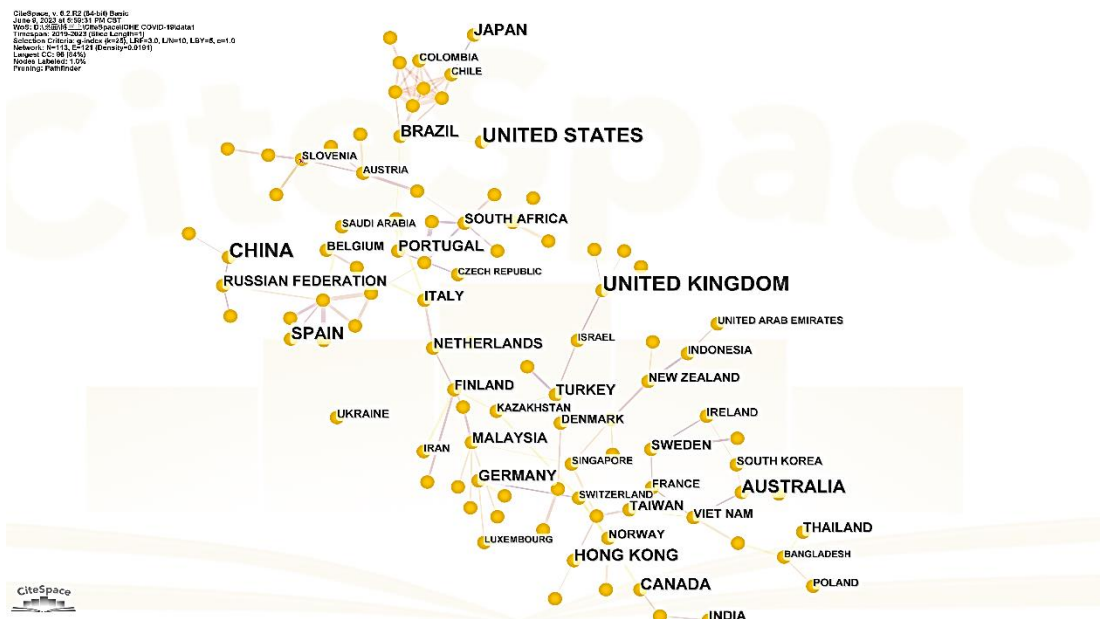 CiteSpace, v. 6.2.R2 (64-bit) Basic
June 9, 2023 at 5:59:31 PM CST
Timespan: 2019-2023 (Slice Length=1)
Selection Criteria: g-index (k=25), LRF=3.0, L/N=10, LBY=5, e=1.0
Network: N=113, E=121 (Density=0.0191)
Largest CC: 96 (84%)
Nodes Labeled: 1.0%
Pruning: Pathfinder
JAPAN
COLOMBIA
CHILE
BRAZIL
UNITED STATES
SLOVENIA
AUSTRIA
SAUDI ARABIA
SOUTH AFRICA
CHINA
BELGIUM
PORTUGAL
CZECH REPUBLIC
RUSSIAN FEDERATION
UNITED KINGDOM
ITALY
UNITED ARAB EMIRATES
SPAIN
ISRAEL
NETHERLANDS
INDONESIA
NEW ZEALAND
FINLAND
TURKEY
KAZAKHSTAN
UKRAINE
IRELAND
DENMARK
MALAYSIA
SWEDEN
IRAN
SINGAPORE
SOUTH KOREA
GERMANY
FRANCE
AUSTRALIA
SWITZERLAND
TAIWAN
VIET NAM
THAILAND
NORWAY
LUXEMBOURG
HONG KONG
BANGLADESH
CANADA
POLAND
INDIA
CiteSpace
CiteSpace